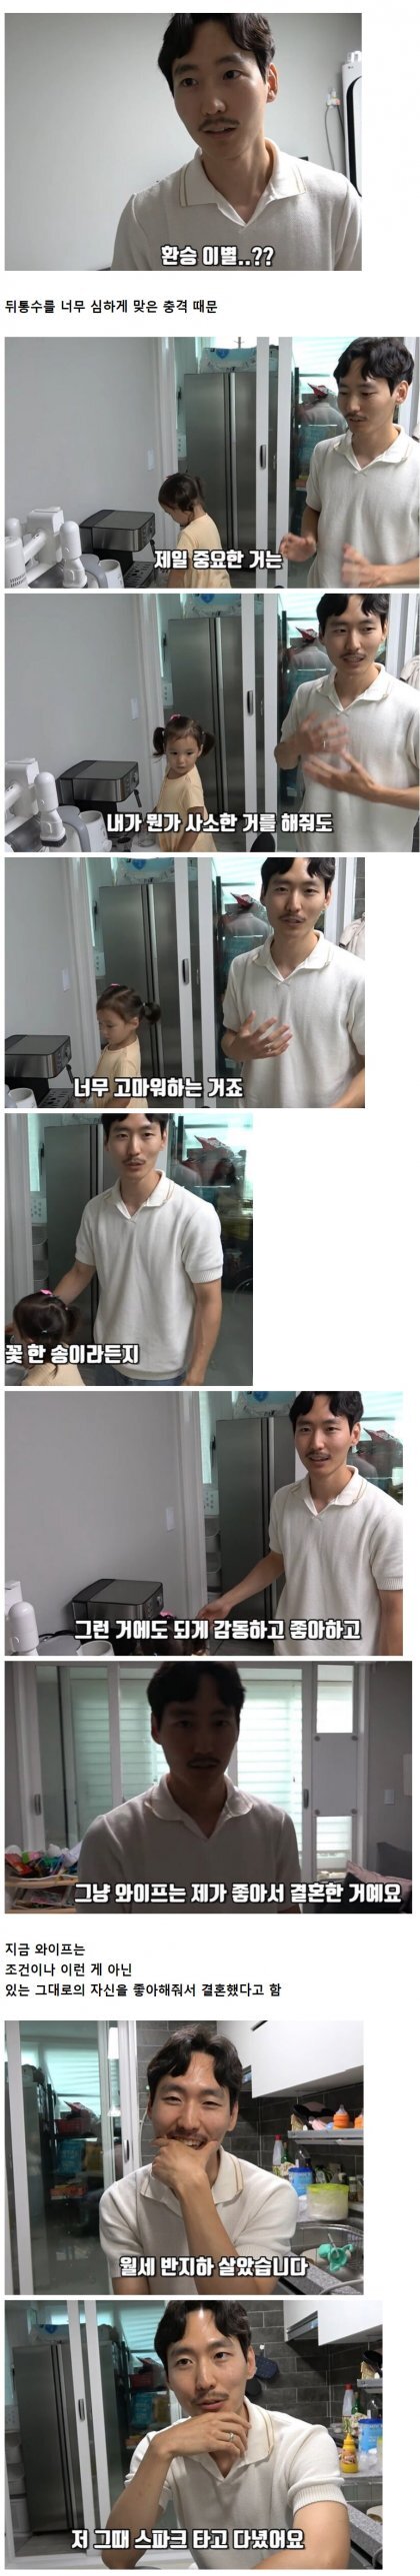 환승 이별..??
뒤통수를 너무 심하게 맞은 충격 때문
제일 중요한 거는
내가 뭔가 사소한 거를 해줘도
너무 고마워하는 거죠
꽃 한 송이라든지
그런 거에도 되게 감동하고 좋아하고
그냥 와이프는 제가 좋아서 결혼한 거예요
지금 와이프는
조건이나 이런 게 아닌
있는 그대로의 자신을 좋아해줘서 결혼했다고 함
월세 반지하 살았습니다
저 그때 스파크 타고 다녔어요